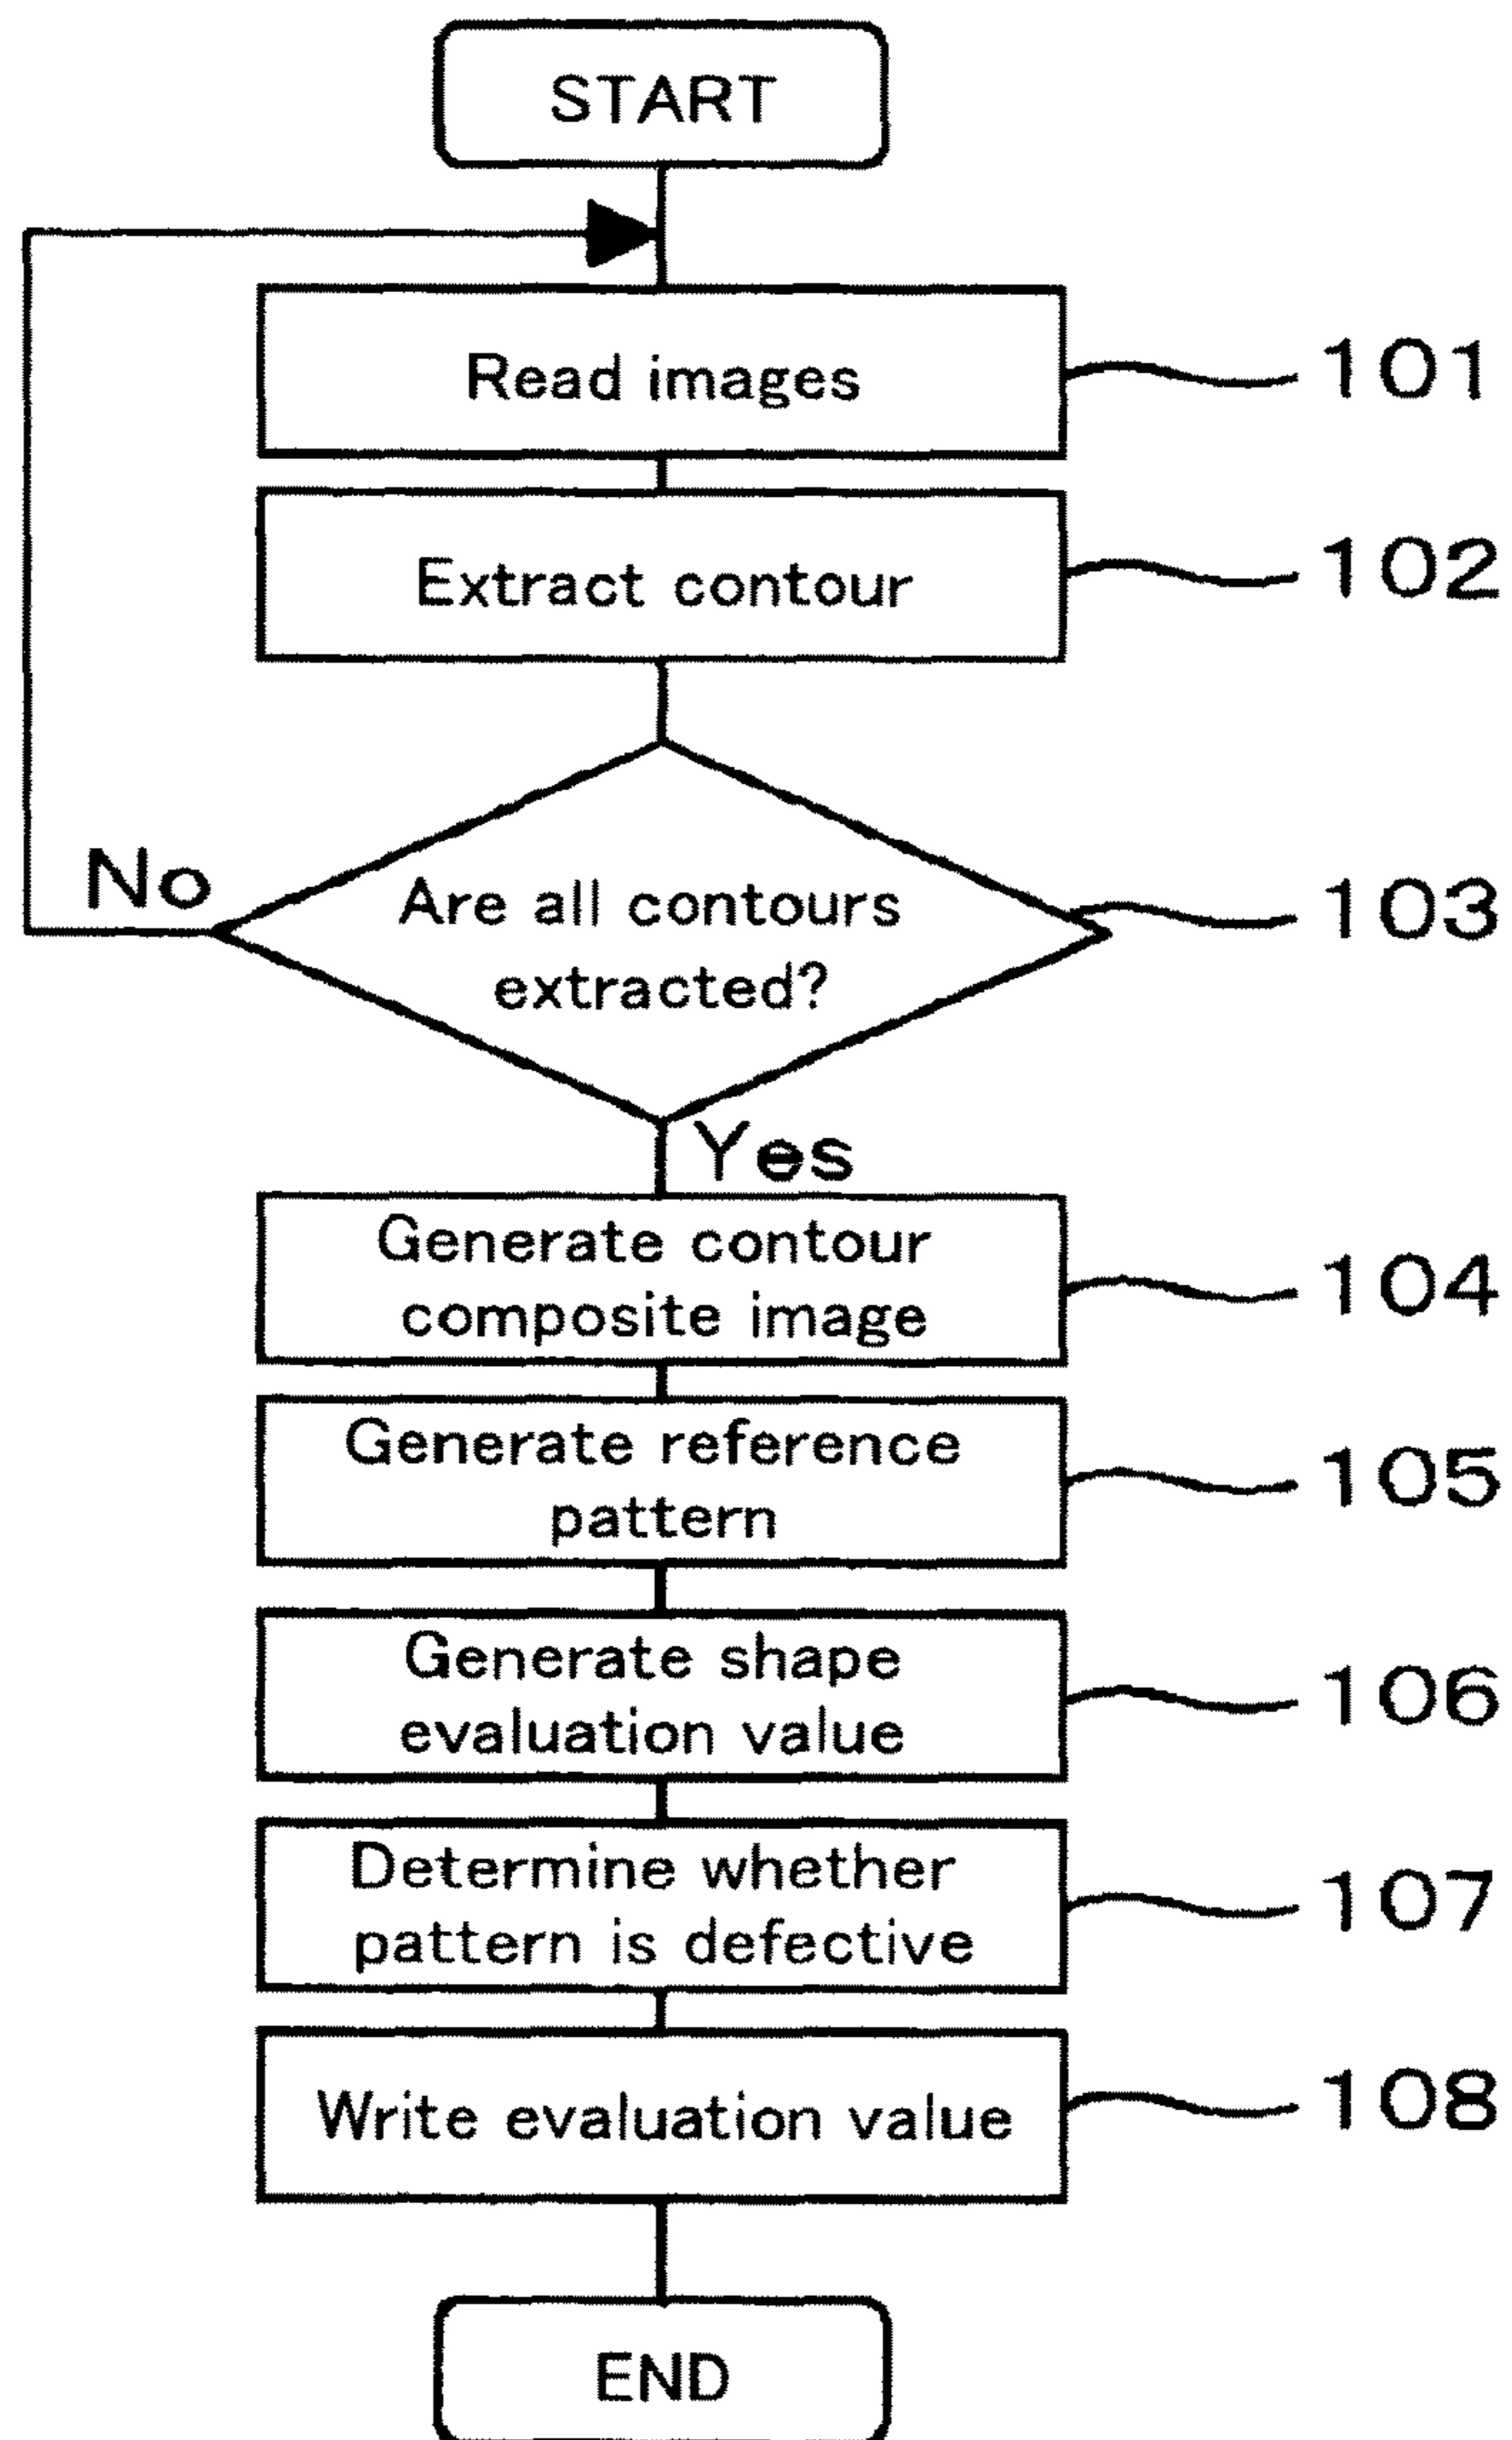 START
Read images
101
Extract contour
102
No
Are all contours
extracted?
103
Yes
Generate contour
composite image
104
Generate reference
pattern
105
Generate shape
evaluation value
106
Determine whether
pattern is defective
107
Write evaluation value
108
END